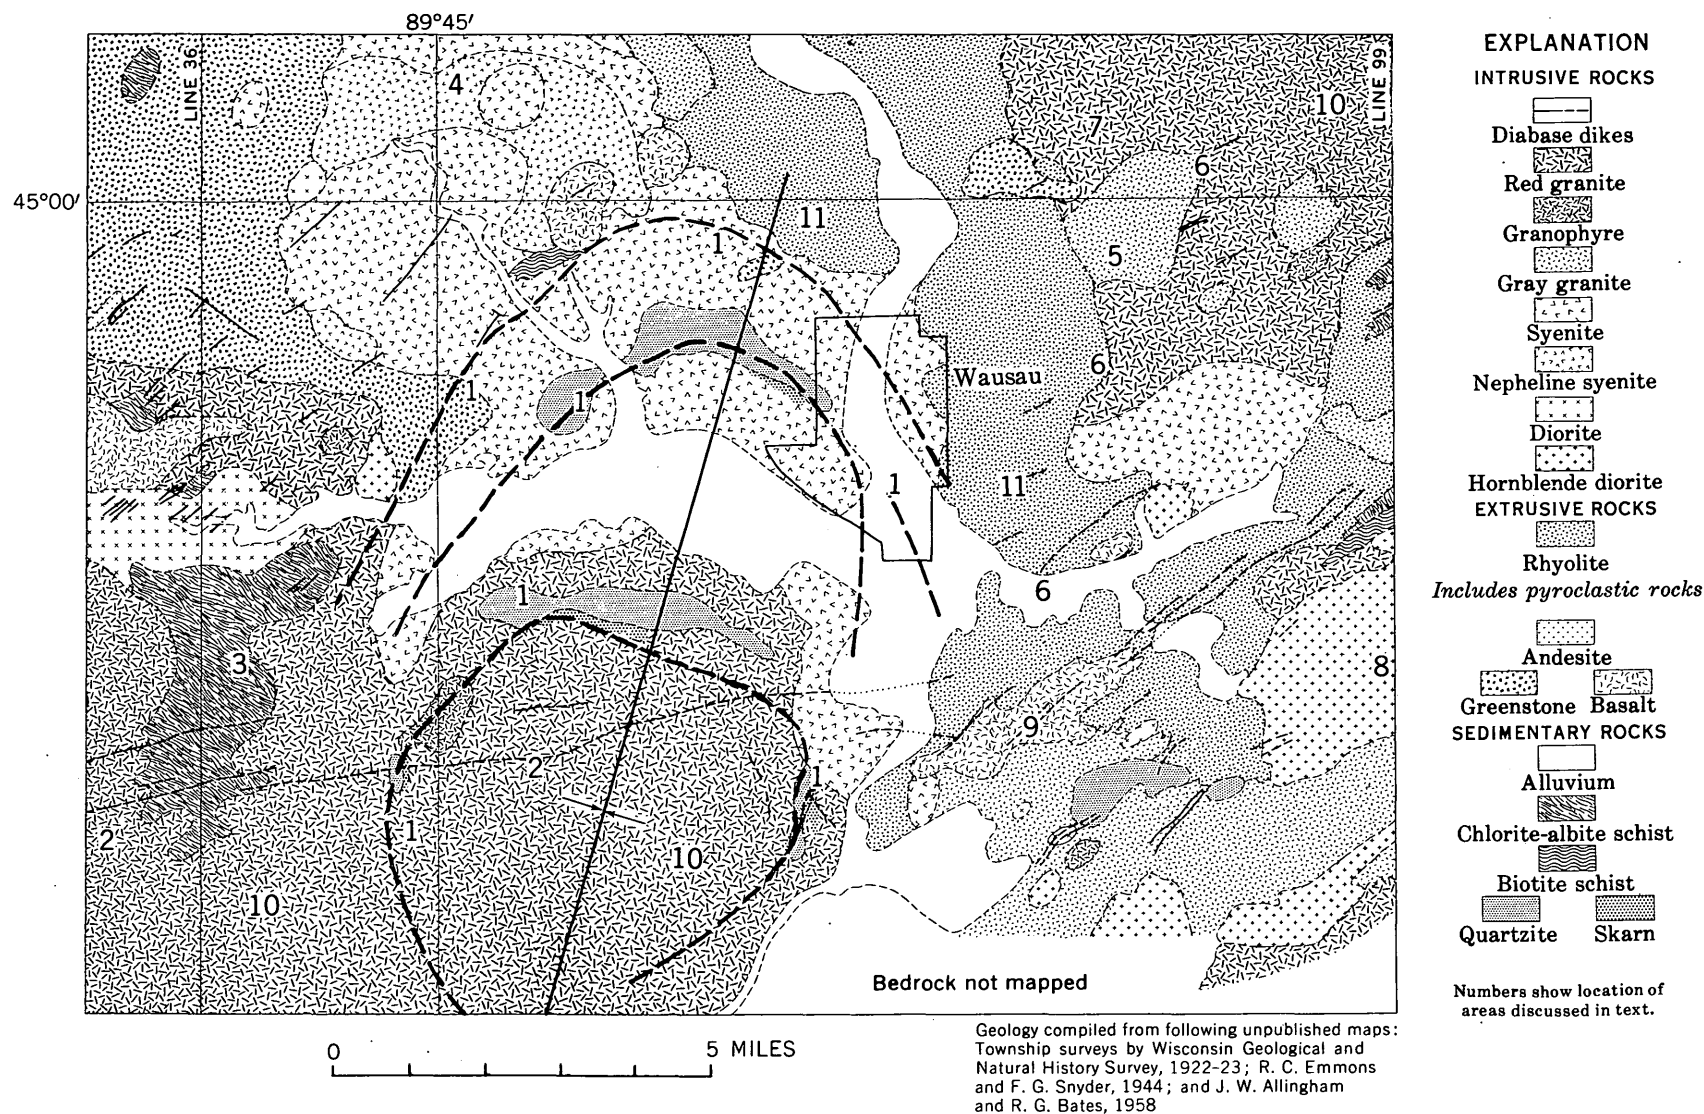 89°45′
45°00′
LINE 36
LINE 99
4
10
7
6
11
1
5
1
6
Wausau
1
11
1
6
1
3
8
9
2
1
2
1
10
10
Bedrock not mapped
0
5 MILES
Geology compiled from following unpublished maps:
Township surveys by Wisconsin Geological and
Natural History Survey, 1922-23; R. C. Emmons
and F. G. Snyder, 1944; and J. W. Allingham
and R. G. Bates, 1958
EXPLANATION
INTRUSIVE ROCKS
Diabase dikes
Red granite
Granophyre
Gray granite
Syenite
Nepheline syenite
Diorite
Hornblende diorite
EXTRUSIVE ROCKS
Rhyolite
Includes pyroclastic rocks
Andesite
Greenstone Basalt
SEDIMENTARY ROCKS
Alluvium
Chlorite-albite schist
Biotite schist
Quartzite Skarn
Numbers show location of
areas discussed in text.